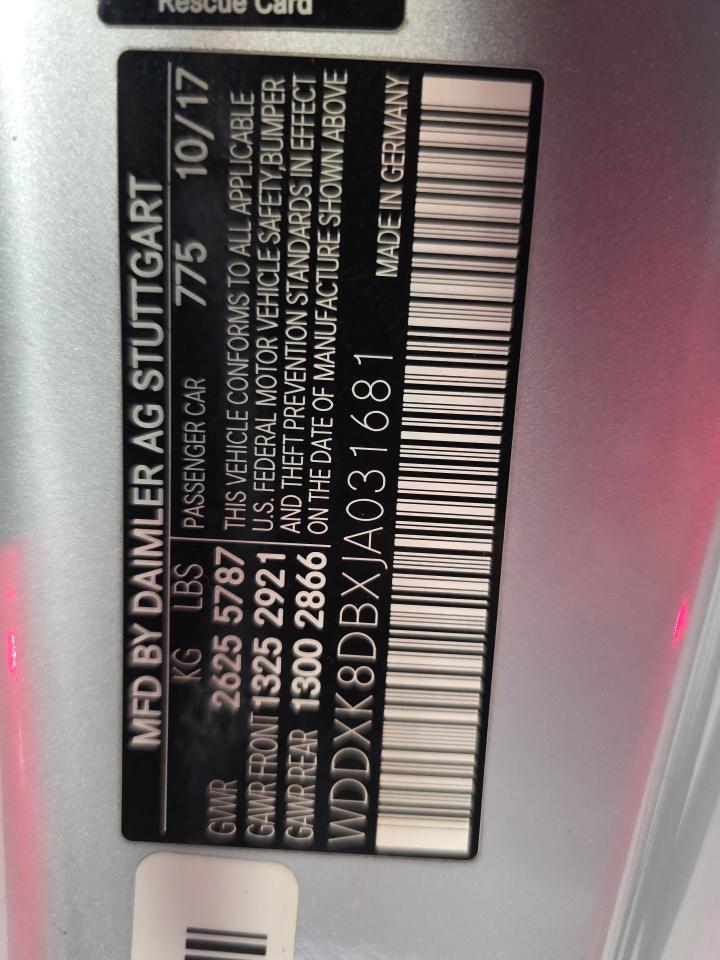 Rescue Card
MFD BY DAIMLER AG STUTTGART
KG LBS
GWR 2625 5787
GAWR FRONT 1325 2921
GAWR REAR 1300 2866
PASSENGER CAR 775 10/17
THIS VEHICLE CONFORMS TO ALL APPLICABLE
U.S. FEDERAL MOTOR VEHICLE SAFETY,BUMPER
AND THEFT PREVENTION STANDARDS IN EFFECT
ON THE DATE OF MANUFACTURE SHOWN ABOVE
WDDXK8DBXJA031681
MADE IN GERMANY